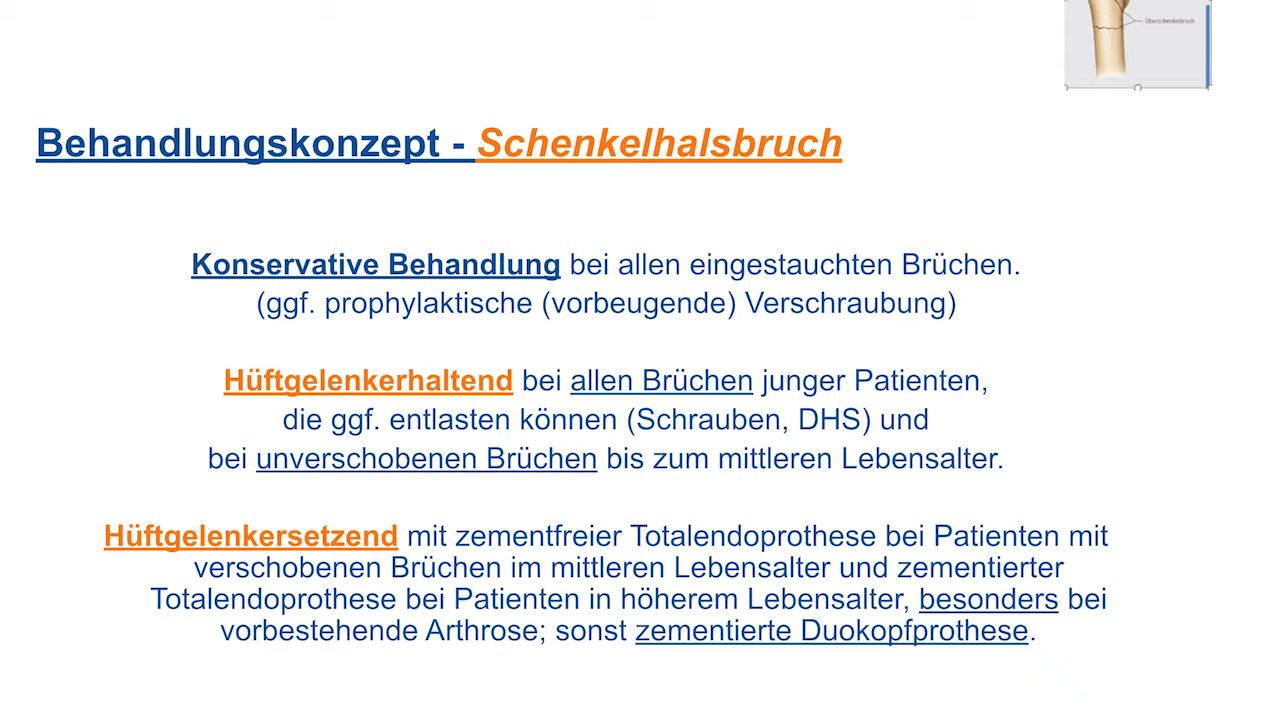 Oberschenkelbruch
Behandlungskonzept - Schenkelhalsbruch
Konservative Behandlung bei allen eingestauchten Brüchen.
(ggf. prophylaktische (vorbeugende) Verschraubung)
Hüftgelenkerhaltend bei allen Brüchen junger Patienten,
die ggf. entlasten können (Schrauben, DHS) und
bei unverschobenen Brüchen bis zum mittleren Lebensalter.
Hüftgelenkersetzend mit zementfreier Totalendoprothese bei Patienten mit
verschobenen Brüchen im mittleren Lebensalter und zementierter
Totalendoprothese bei Patienten in höherem Lebensalter, besonders bei
vorbestehende Arthrose; sonst zementierte Duokopfprothese.